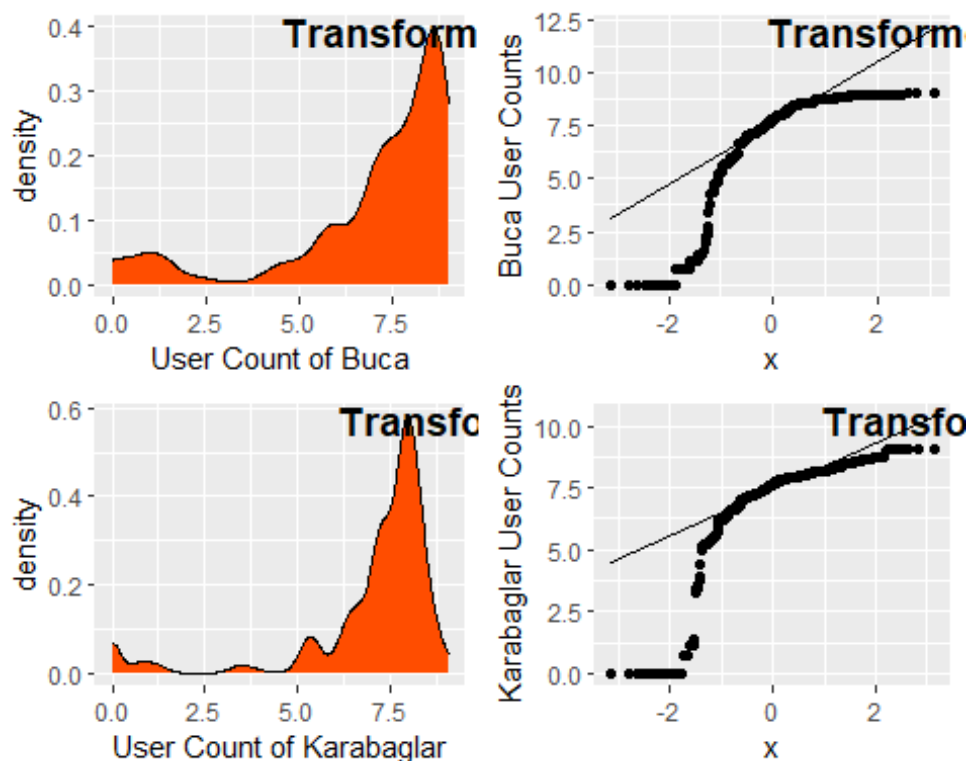 Transform
density
0.4
0.3
0.2
0.1
0.0
0.0 2.5 5.0 7.5
User Count of Buca
Transform
Buca User Counts
12.5
10.0
7.5
5.0
2.5
0.0
-2 0 2
x
Transfo
density
0.6
0.4
0.2
0.0
0.0 2.5 5.0 7.5
User Count of Karabaglar
Transfo
Karabaglar User Counts
10.0
7.5
5.0
2.5
0.0
-2 0 2
x